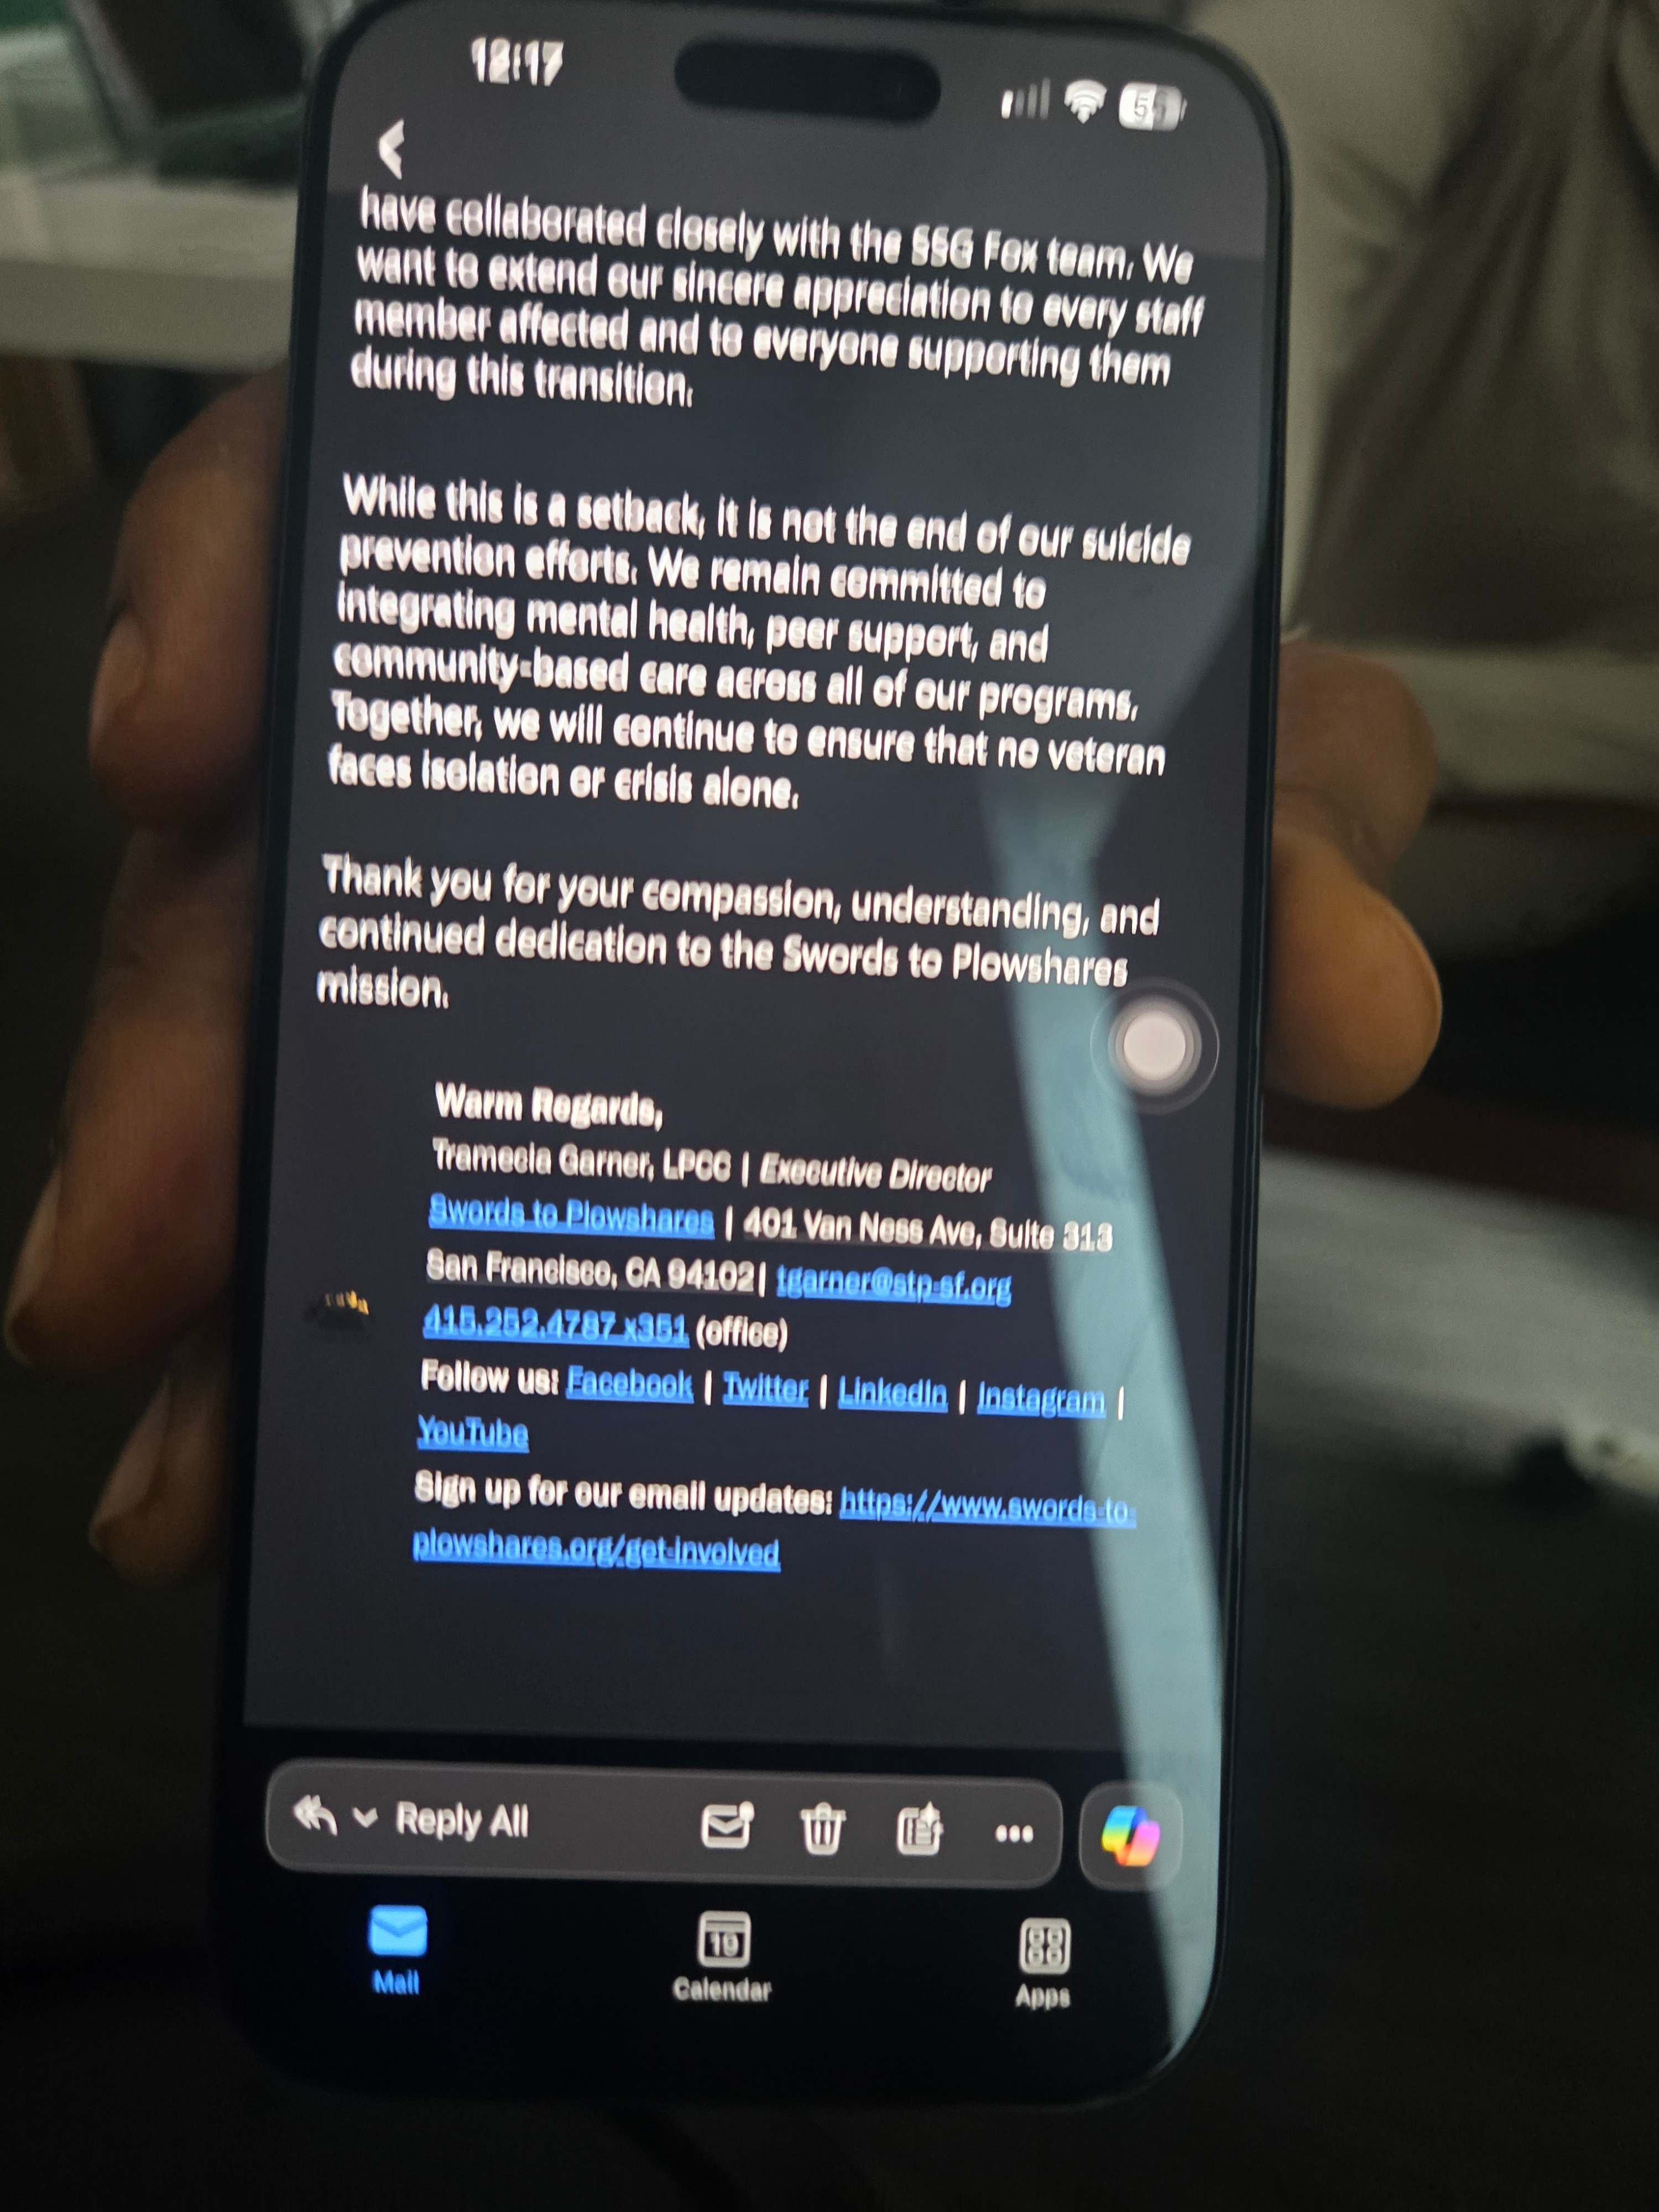 12:17
have collaborated closely with the SSG Fox team. We
want to extend our sincere appreciation to every staff
member affected and to everyone supporting them
during this transition.
While this is a setback, it is not the end of our suicide
prevention efforts. We remain committed to
integrating mental health, peer support, and
community-based care across all of our programs.
Together, we will continue to ensure that no veteran
faces isolation or crisis alone.
Thank you for your compassion, understanding, and
continued dedication to the Swords to Plowshares
mission.
Warm Regards,
Tramecia Garner, LPCC | Executive Director
Swords to Plowshares | 401 Van Ness Ave, Suite 313
San Francisco, CA 94102| tgarner@stp-sf.org
415.252.4787 x351 (office)
Follow us: Facebook | Twitter | LinkedIn | Instagram |
YouTube
Sign up for our email updates: https://www.swords-to-
plowshares.org/get-involved
Reply All
19
Mail
Calendar
Apps